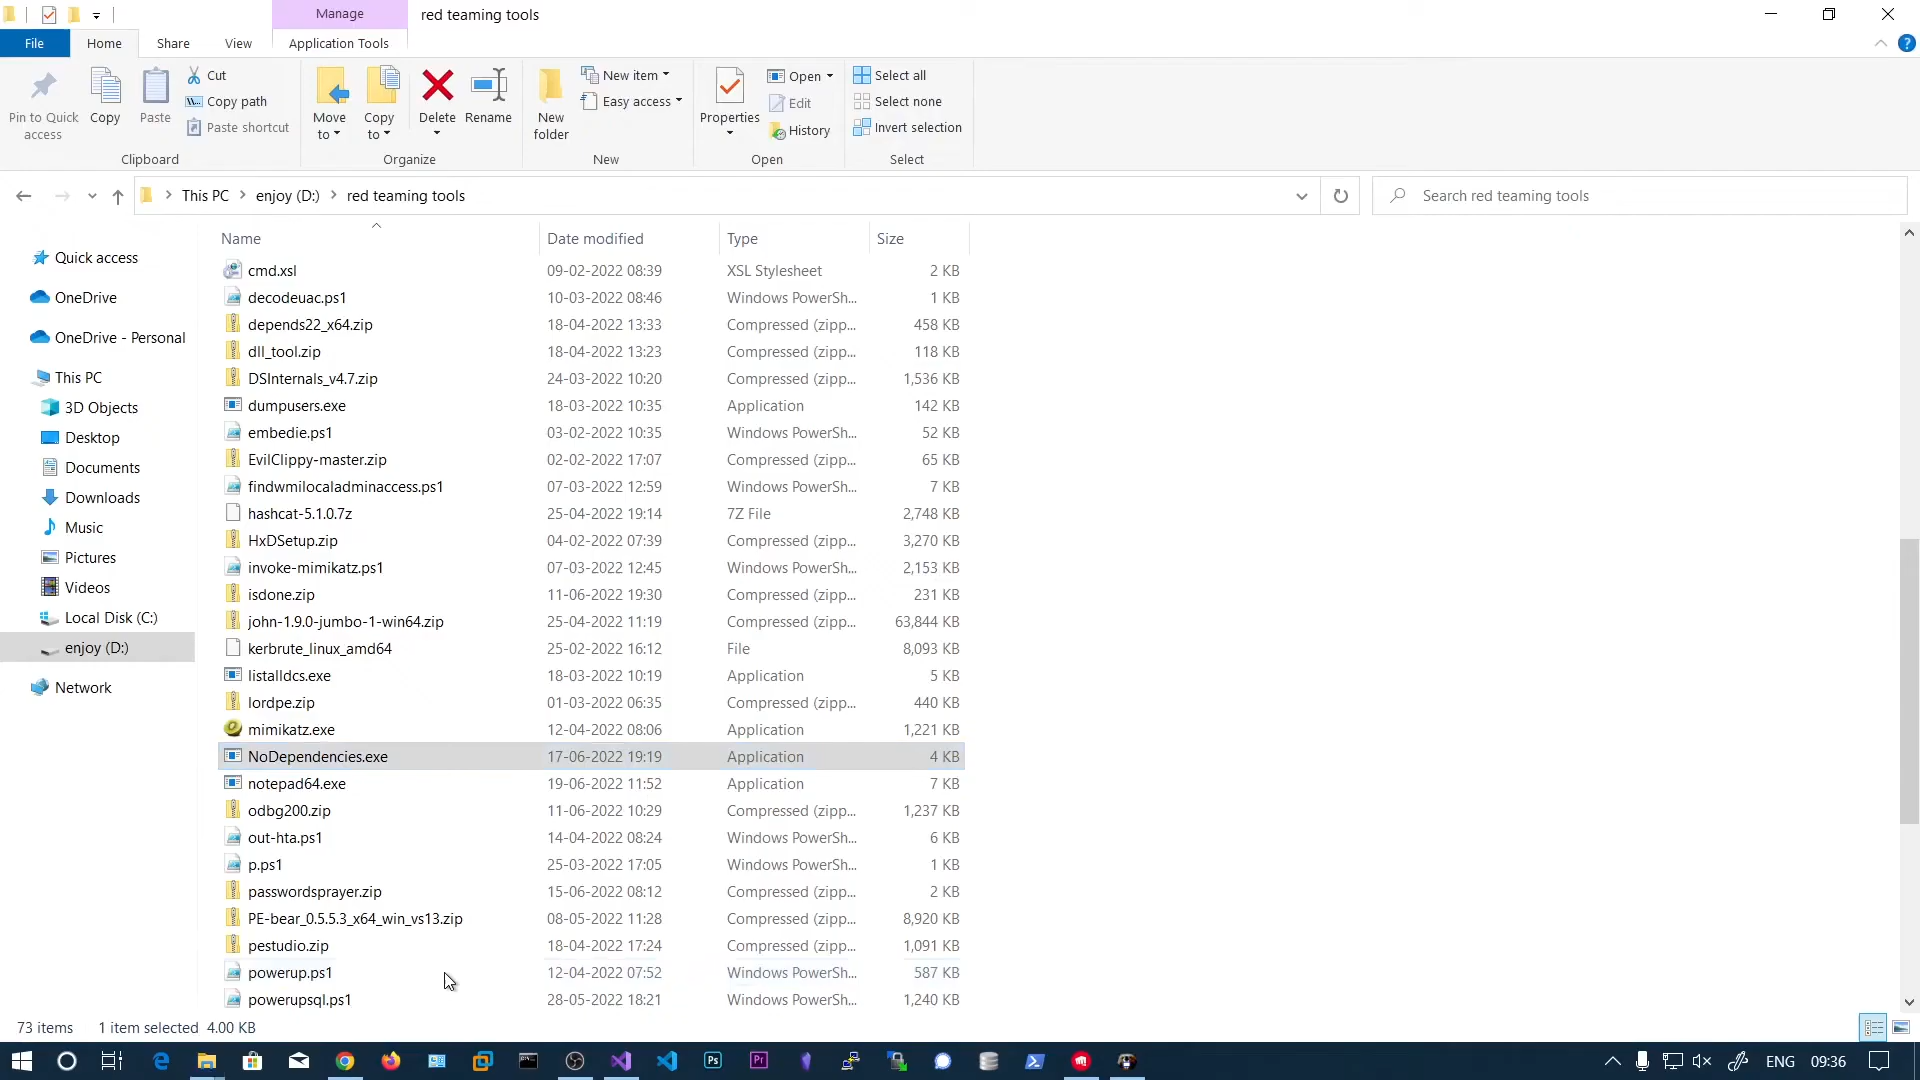 Manage
red teaming tools
File
Home
Share
View
Application Tools
Pin to Quick access
Copy
Paste
Cut
Copy path
Paste shortcut
Clipboard
Move to
Copy to
Delete
Rename
Organize
New folder
New item
Easy access
New
Properties
Open
Edit
History
Open
Select all
Select none
Invert selection
Select
This PC
enjoy (D:)
red teaming tools
Search red teaming tools
Quick access
OneDrive
OneDrive - Personal
This PC
3D Objects
Desktop
Documents
Downloads
Music
Pictures
Videos
Local Disk (C:)
enjoy (D:)
Network
Name Date modified Type Size
cmd.xsl 09-02-2022 08:39 XSL Stylesheet 2 KB
decodeuac.ps1 10-03-2022 08:46 Windows PowerSh... 1 KB
depends22_x64.zip 18-04-2022 13:33 Compressed (zipp... 458 KB
dll_tool.zip 18-04-2022 13:23 Compressed (zipp... 118 KB
DSInternals_v4.7.zip 24-03-2022 10:20 Compressed (zipp... 1,536 KB
dumpusers.exe 18-03-2022 10:35 Application 142 KB
embedie.ps1 03-02-2022 10:35 Windows PowerSh... 52 KB
EvilClippy-master.zip 02-02-2022 17:07 Compressed (zipp... 65 KB
findwmilocaladminaccess.ps1 07-03-2022 12:59 Windows PowerSh... 7 KB
hashcat-5.1.0.7z 25-04-2022 19:14 7Z File 2,748 KB
HxDSetup.zip 04-02-2022 07:39 Compressed (zipp... 3,270 KB
invoke-mimikatz.ps1 07-03-2022 12:45 Windows PowerSh... 2,153 KB
isdone.zip 11-06-2022 19:30 Compressed (zipp... 231 KB
john-1.9.0-jumbo-1-win64.zip 25-04-2022 11:19 Compressed (zipp... 63,844 KB
kerbrute_linux_amd64 25-02-2022 16:12 File 8,093 KB
listalldcs.exe 18-03-2022 10:19 Application 5 KB
lordpe.zip 01-03-2022 06:35 Compressed (zipp... 440 KB
mimikatz.exe 12-04-2022 08:06 Application 1,221 KB
NoDependencies.exe 17-06-2022 19:19 Application 4 KB
notepad64.exe 19-06-2022 11:52 Application 7 KB
odbg200.zip 11-06-2022 10:29 Compressed (zipp... 1,237 KB
out-hta.ps1 14-04-2022 08:24 Windows PowerSh... 6 KB
p.ps1 25-03-2022 17:05 Windows PowerSh... 1 KB
passwordsprayer.zip 15-06-2022 08:12 Compressed (zipp... 2 KB
PE-bear_0.5.5.3_x64_win_vs13.zip 08-05-2022 11:28 Compressed (zipp... 8,920 KB
pestudio.zip 18-04-2022 17:24 Compressed (zipp... 1,091 KB
powerup.ps1 12-04-2022 07:52 Windows PowerSh... 587 KB
powerupsql.ps1 28-05-2022 18:21 Windows PowerSh... 1,240 KB
73 items 1 item selected 4.00 KB
Ps
Pr
ENG
09:36